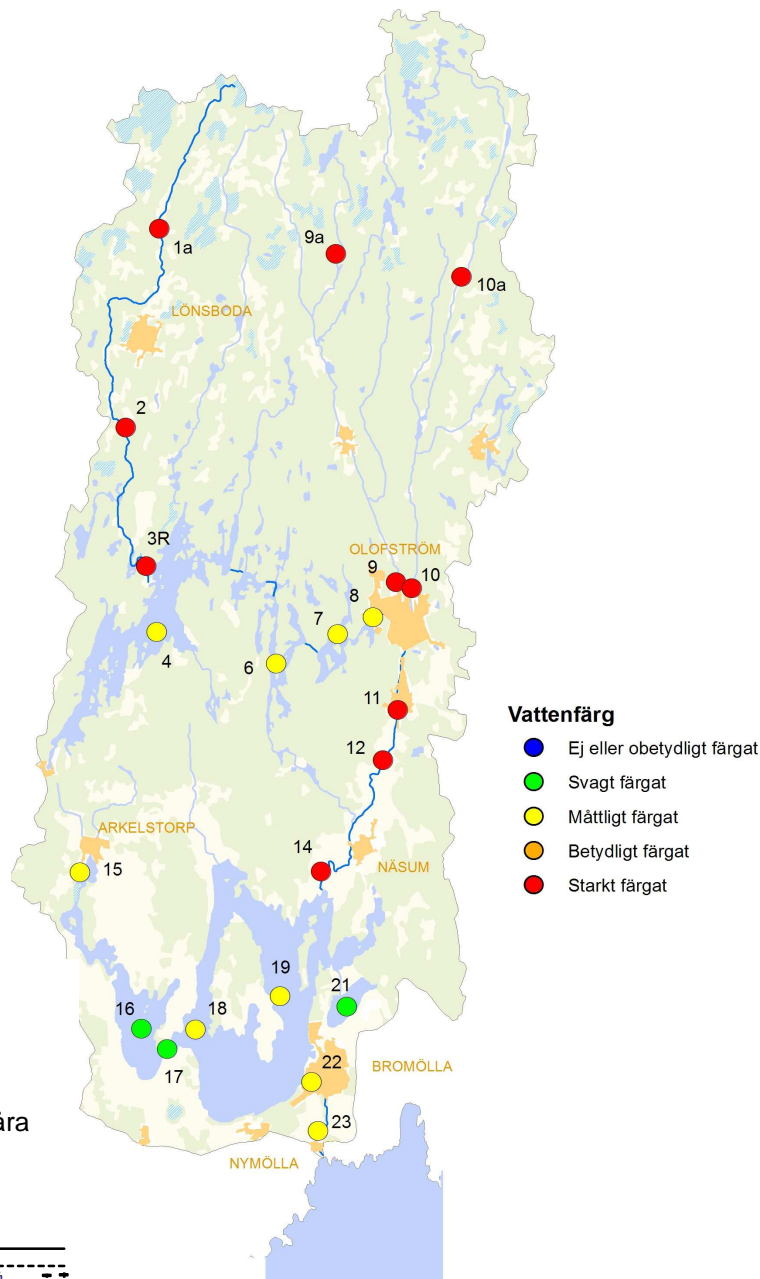 1a
9a
10a
LÖNSBODA
2
3R
OLOFSTRÖM
9
10
8
7
4
6
11
12
ARKELSTORP
14
15
NÄSUM
19
21
16
18
17
22
BROMÖLLA
23
NYMÖLLA
Vattenfärg
Ej eller obetydligt färgat
Svagt färgat
Måttligt färgat
Betydligt färgat
Starkt färgat